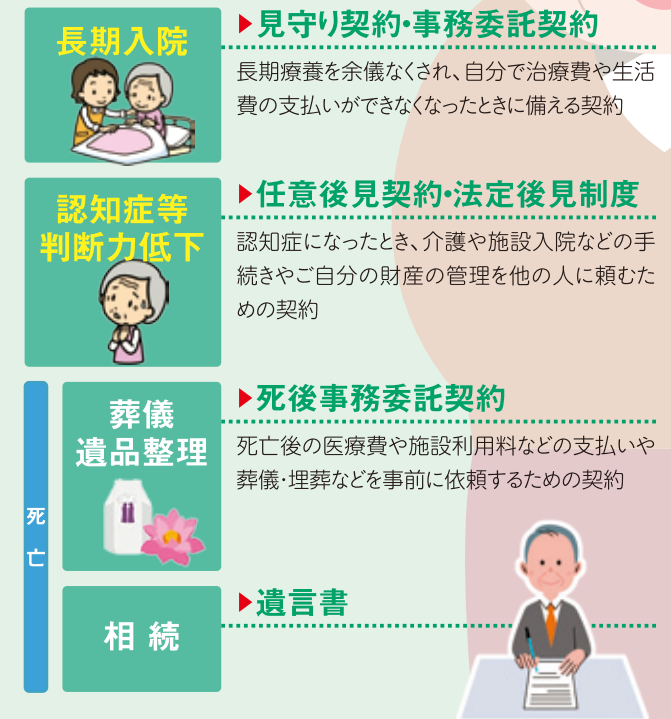 長期入院
▶見守り契約・事務委託契約
長期療養を余儀なくされ、自分で治療費や生活
費の支払いができなくなったときに備える契約
認知症等
判断力低下
▶任意後見契約・法定後見制度
認知症になったとき、介護や施設入院などの手
続きやご自分の財産の管理を他の人に頼むた
めの契約
死亡
葬儀
遺品整理
▶死後事務委託契約
死亡後の医療費や施設利用料などの支払いや
葬儀・埋葬などを事前に依頼するための契約
相続
▶遺言書